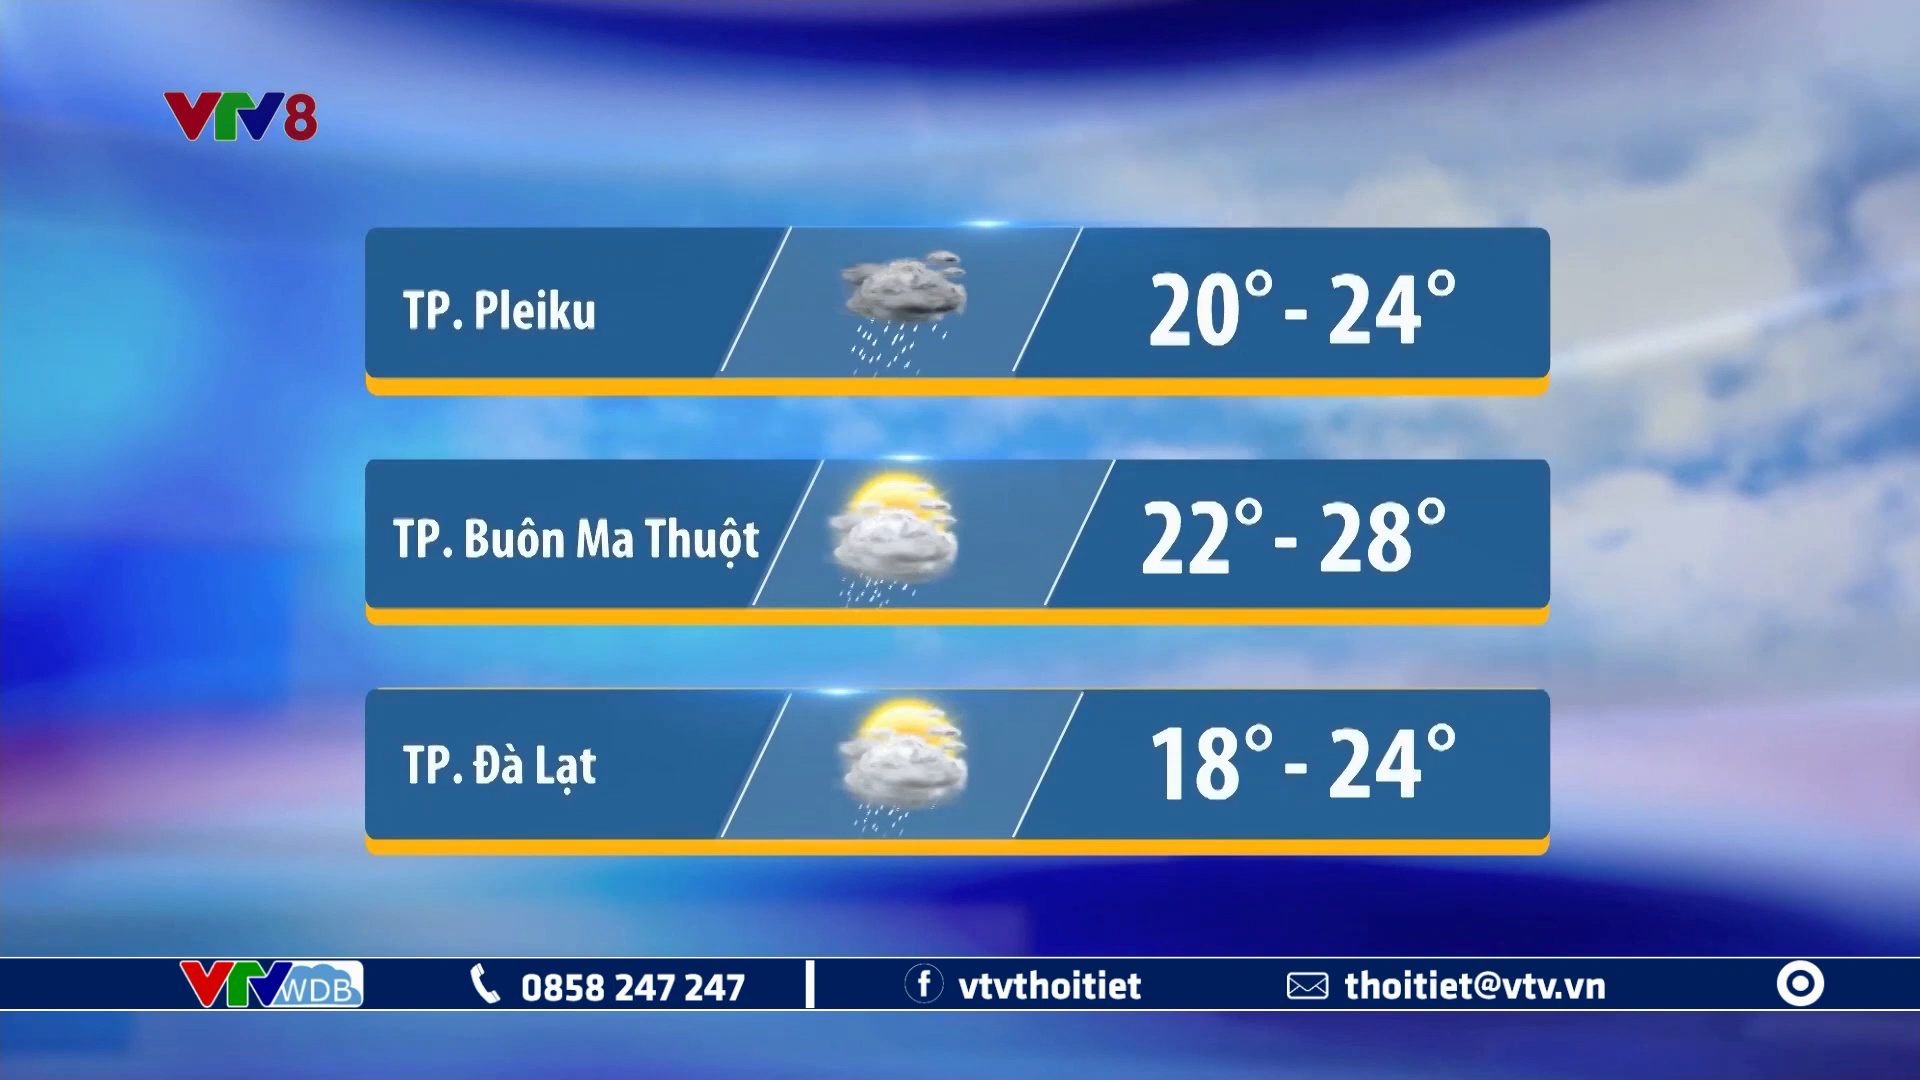 VTV8
TP. Pleiku
20° - 24°
TP. Buôn Ma Thuột
22° - 28°
TP. Đà Lạt
18° - 24°
VTV WDB
0858 247 247
vtvthoitiet
thoitiet@vtv.vn